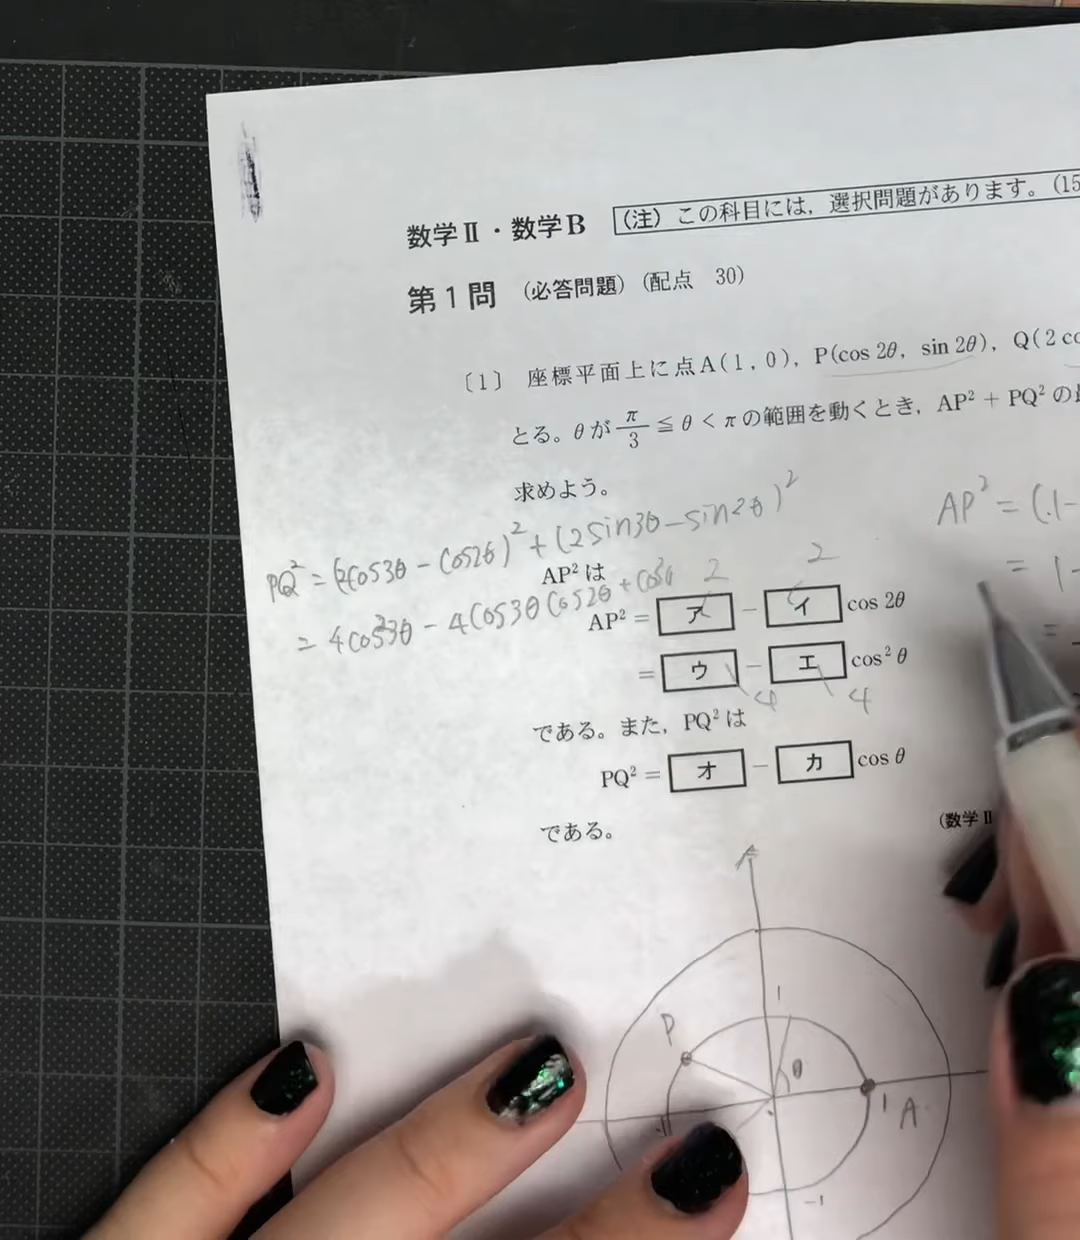 数学Ⅱ・数学B (注) この科目には，選択問題があります。(15
第1問 (必答問題) (配点 30)
〔1〕 座標平面上に点A(1, 0)，P(cos 2θ, sin 2θ)，Q(2 co
とる。θが π/3 ≦ θ < π の範囲を動くとき，AP² + PQ² の最
求めよう。
AP² = (1-
= 1-
=
PQ² = (2cos3θ - cos2θ)² + (2sin3θ - sin2θ)²
= 4cos²3θ - 4cos3θcos2θ + cos
AP² は
2 2
AP² = ア - イ cos 2θ
= ウ - エ cos² θ
4 4
である。また，PQ² は
PQ² = オ - カ cos θ
である。
(数学Ⅱ
1
P
θ
1 A
-1